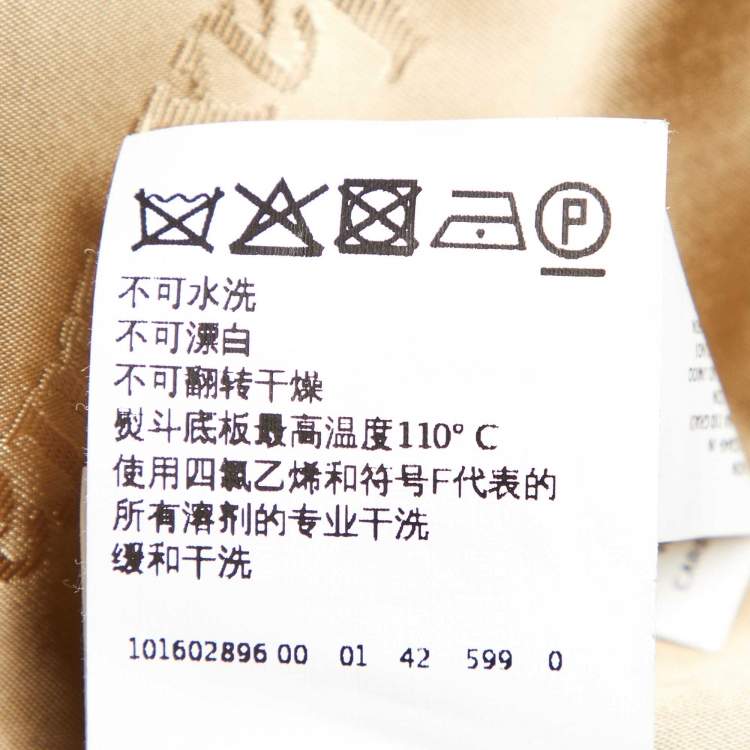 P
不可水洗
不可漂白
不可翻转干燥
熨斗底板最高温度110° C
使用四氯乙烯和符号F代表的
所有溶剂的专业干洗
缓和干洗
101602896 00 01 42 599 0